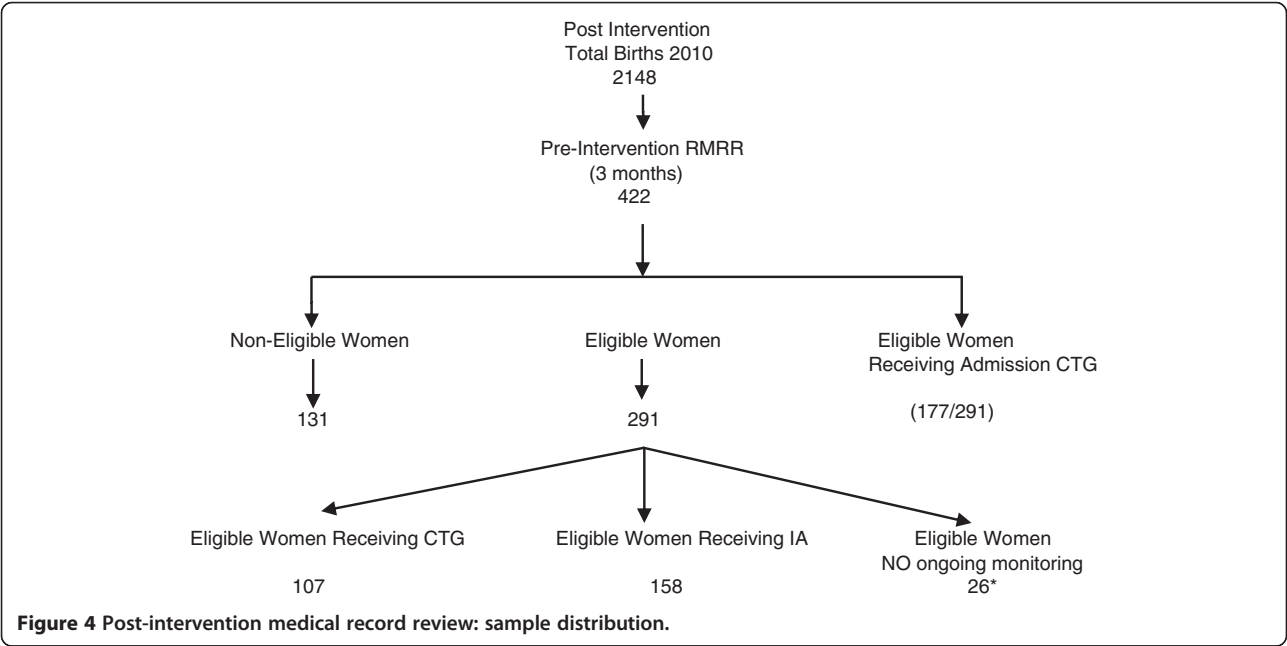 Post Intervention
Total Births 2010
2148
Pre-Intervention RMRR
(3 months)
422
Non-Eligible Women
131
Eligible Women
291
Eligible Women
Receiving Admission CTG
(177/291)
Eligible Women Receiving CTG
107
Eligible Women Receiving IA
158
Eligible Women
NO ongoing monitoring
26*
Figure 4 Post-intervention medical record review: sample distribution.